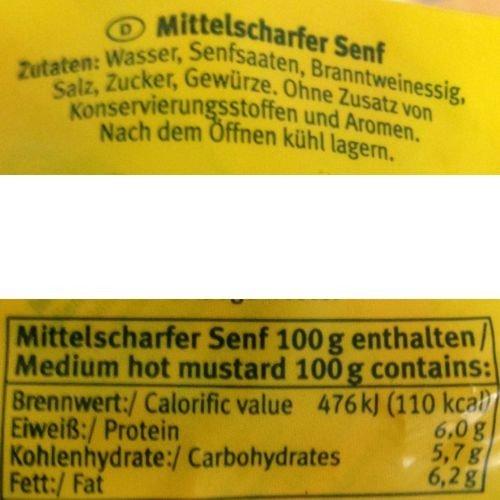 D Mittelscharfer Senf
Zutaten: Wasser, Senfsaaten, Branntweinessig,
Salz, Zucker, Gewürze. Ohne Zusatz von
Konservierungsstoffen und Aromen.
Nach dem Öffnen kühl lagern.
Mittelscharfer Senf 100 g enthalten/
Medium hot mustard 100 g contains:
Brennwert:/ Calorific value 476 kJ (110 kcal)
Eiweiß:/ Protein 6,0 g
Kohlenhydrate:/ Carbohydrates 5,7 g
Fett:/ Fat 6,2 g